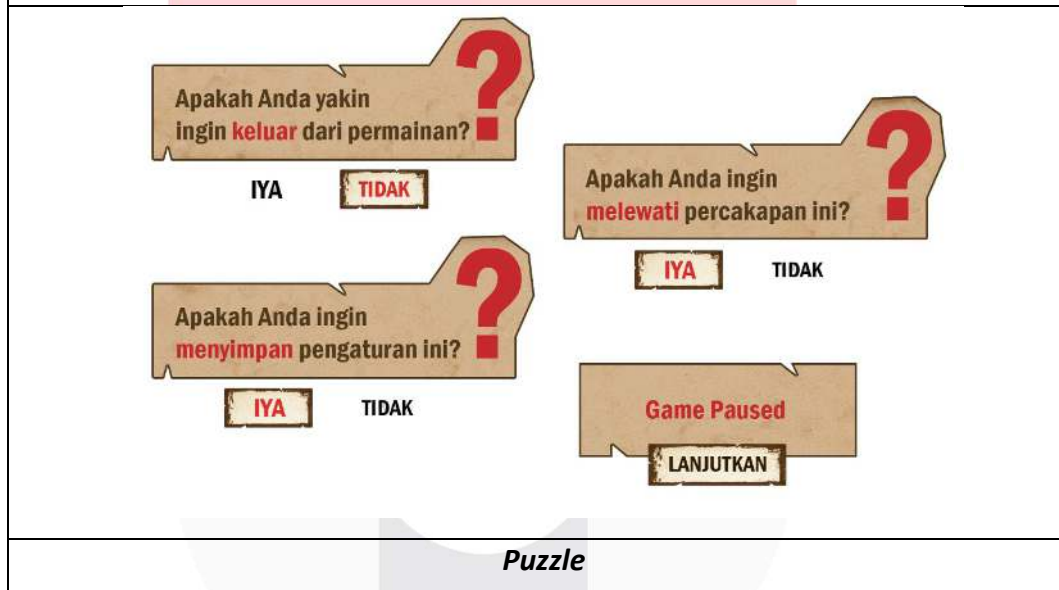 Apakah Anda yakin
ingin keluar dari permainan?
?
IYA TIDAK
Apakah Anda ingin
melewati percakapan ini?
?
IYA TIDAK
Apakah Anda ingin
menyimpan pengaturan ini?
?
IYA TIDAK
Game Paused
LANJUTKAN
Puzzle